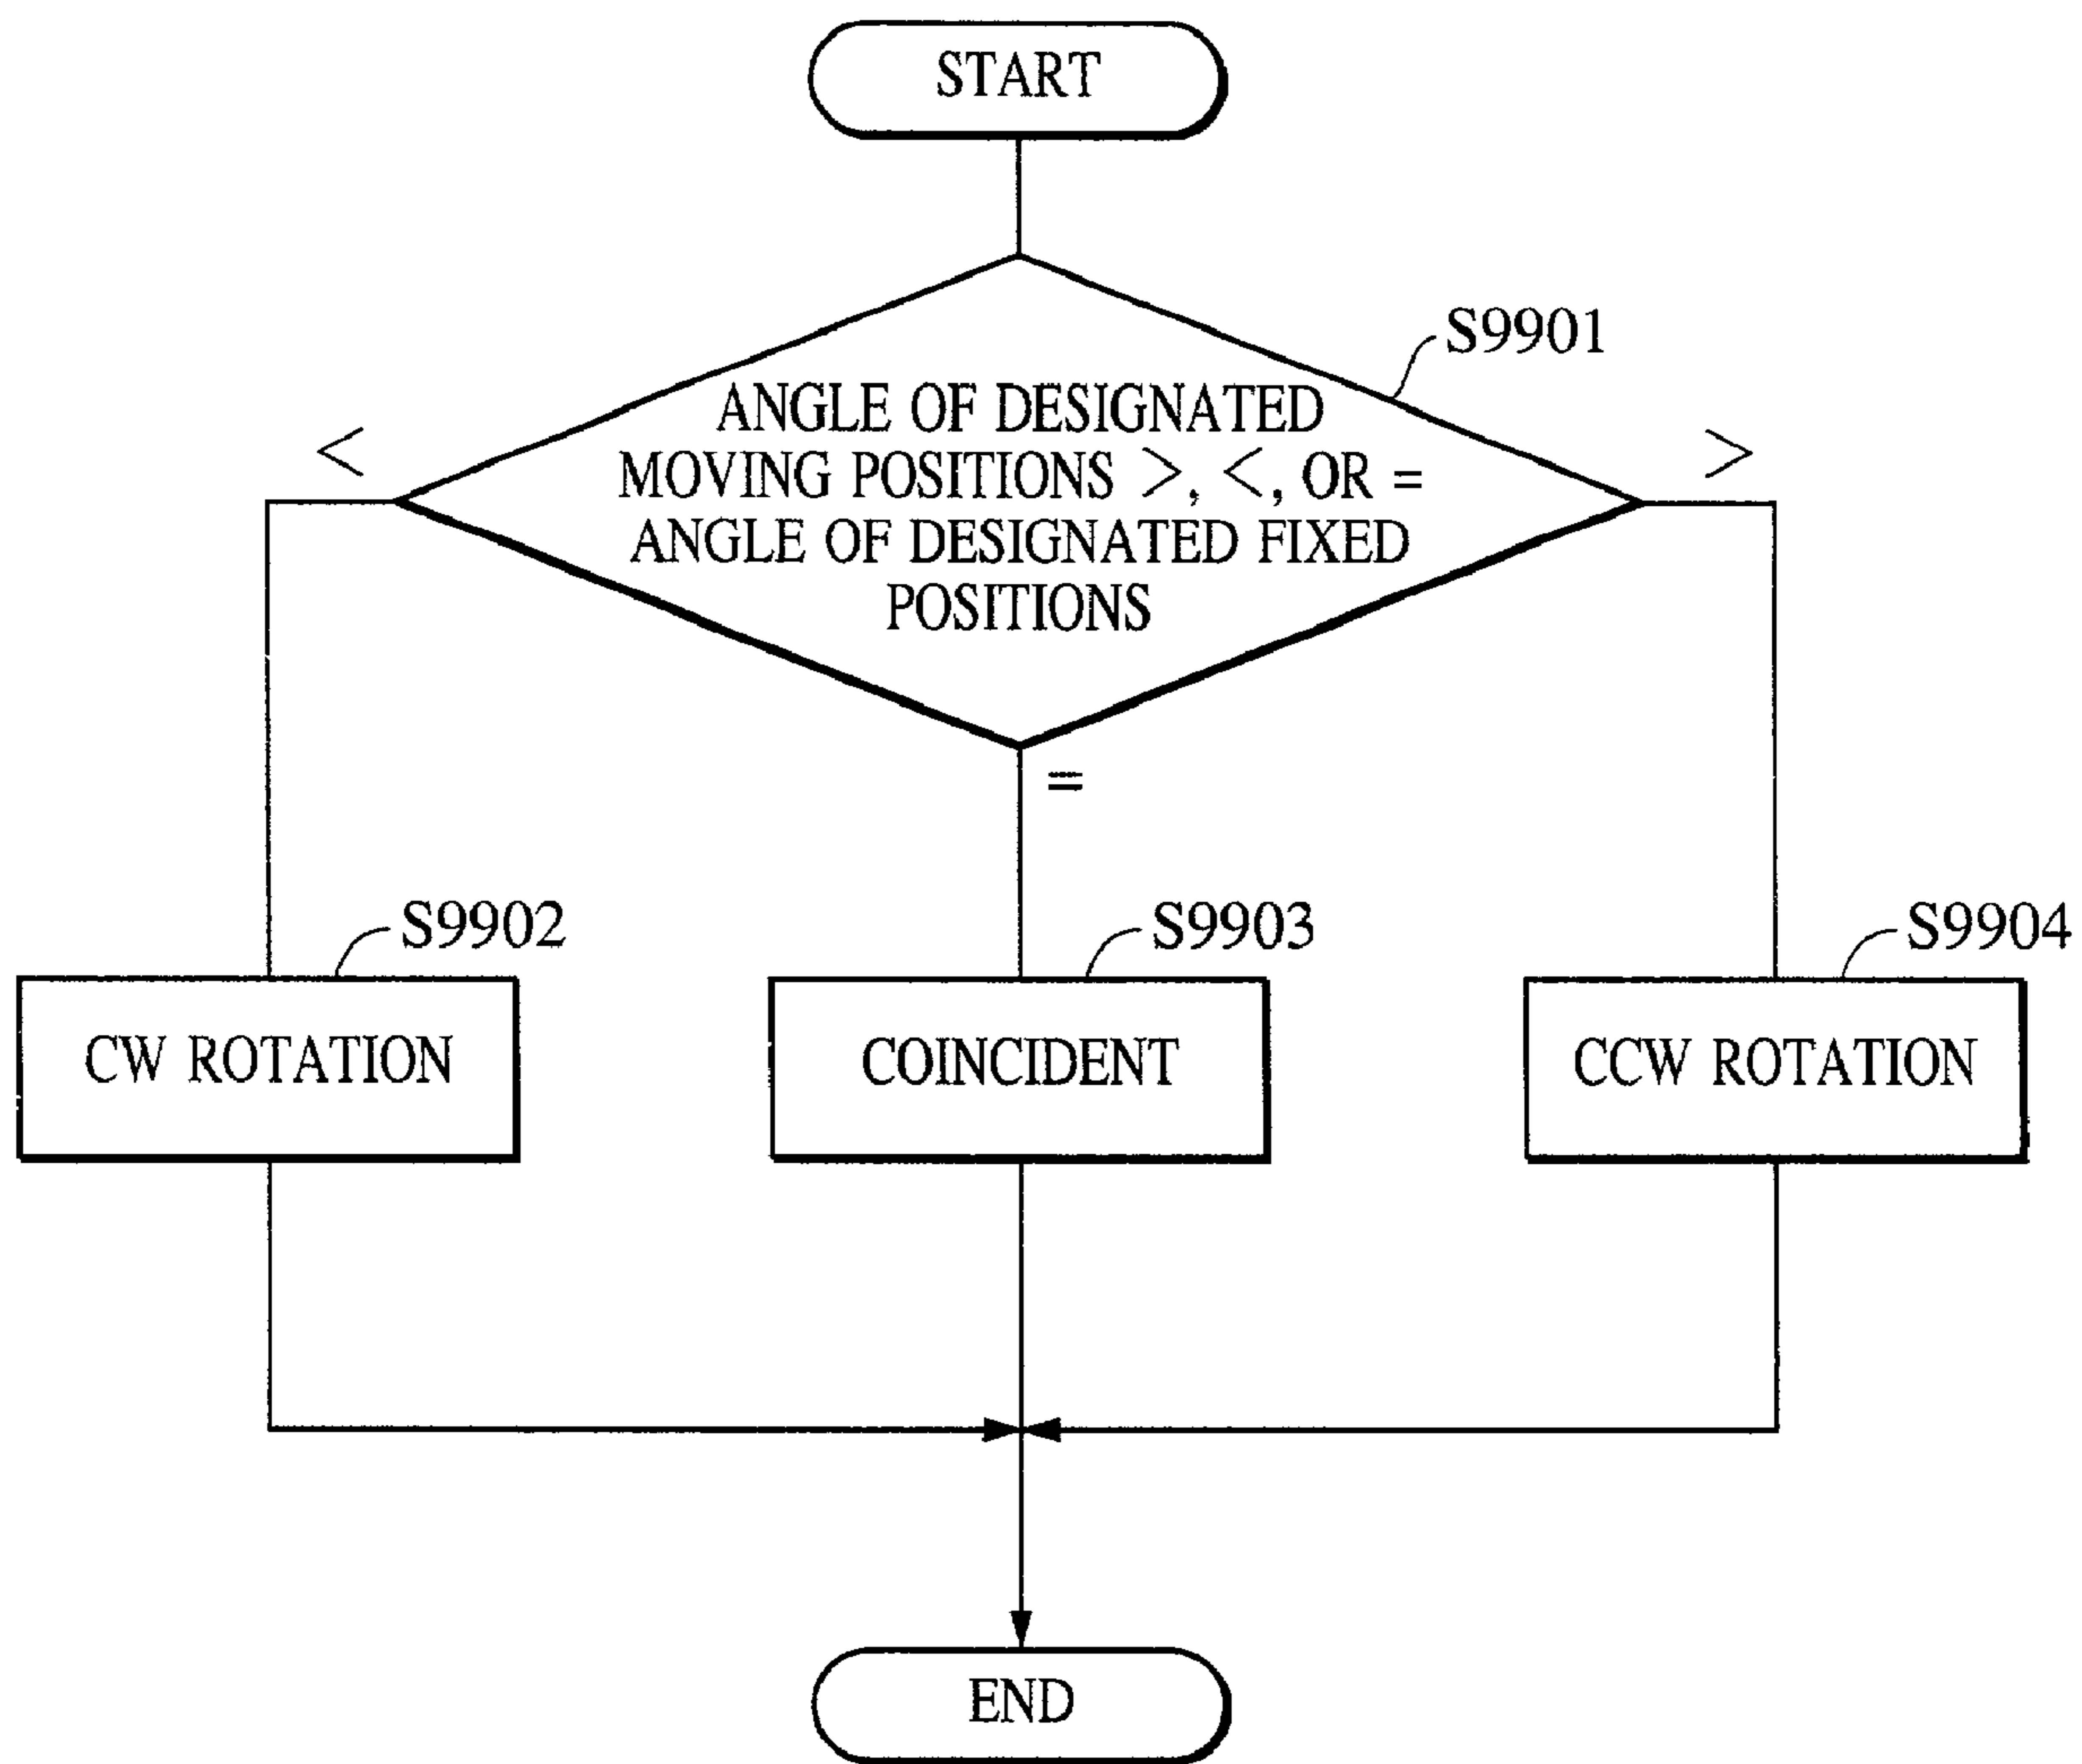 START
S9901
ANGLE OF DESIGNATED
MOVING POSITIONS >, <, OR =
ANGLE OF DESIGNATED FIXED
POSITIONS
<
>
=
S9902
S9903
S9904
CW ROTATION
COINCIDENT
CCW ROTATION
END